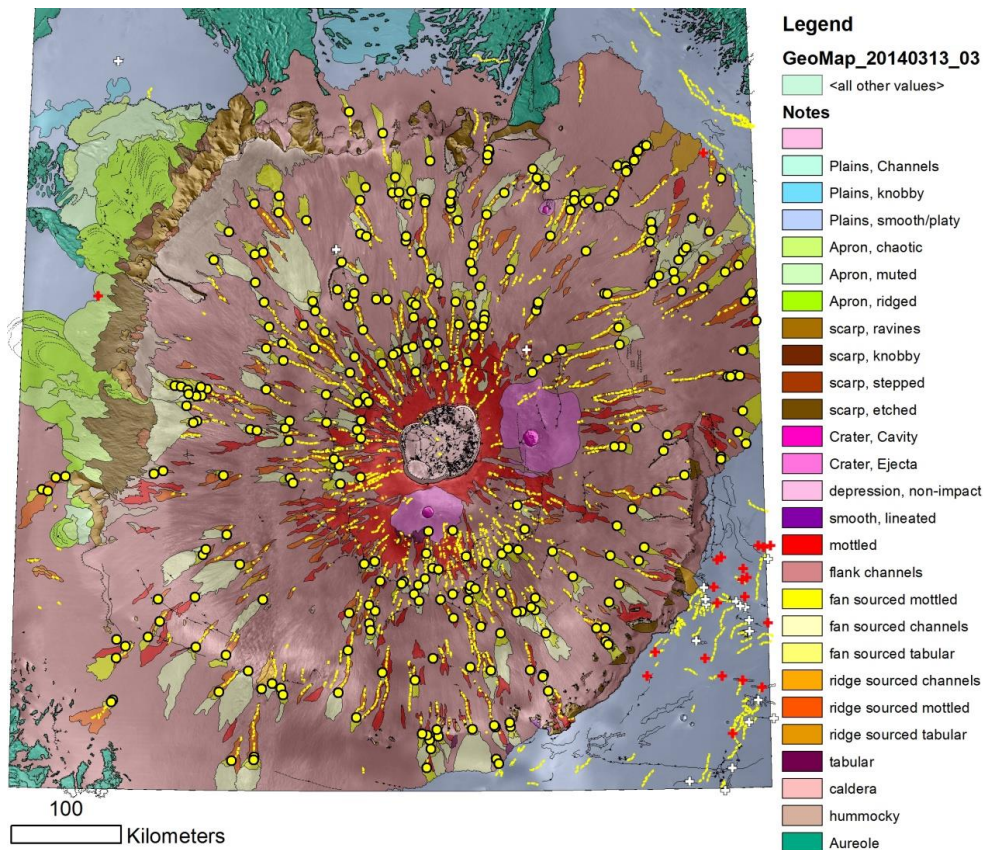 Legend
GeoMap_20140313_03
<all other values>
Notes
Plains, Channels
Plains, knobby
Plains, smooth/platy
Apron, chaotic
Apron, muted
Apron, ridged
scarp, ravines
scarp, knobby
scarp, stepped
scarp, etched
Crater, Cavity
Crater, Ejecta
depression, non-impact
smooth, lineated
mottled
flank channels
fan sourced mottled
fan sourced channels
fan sourced tabular
ridge sourced channels
ridge sourced mottled
ridge sourced tabular
tabular
caldera
hummocky
Aureole
100
Kilometers